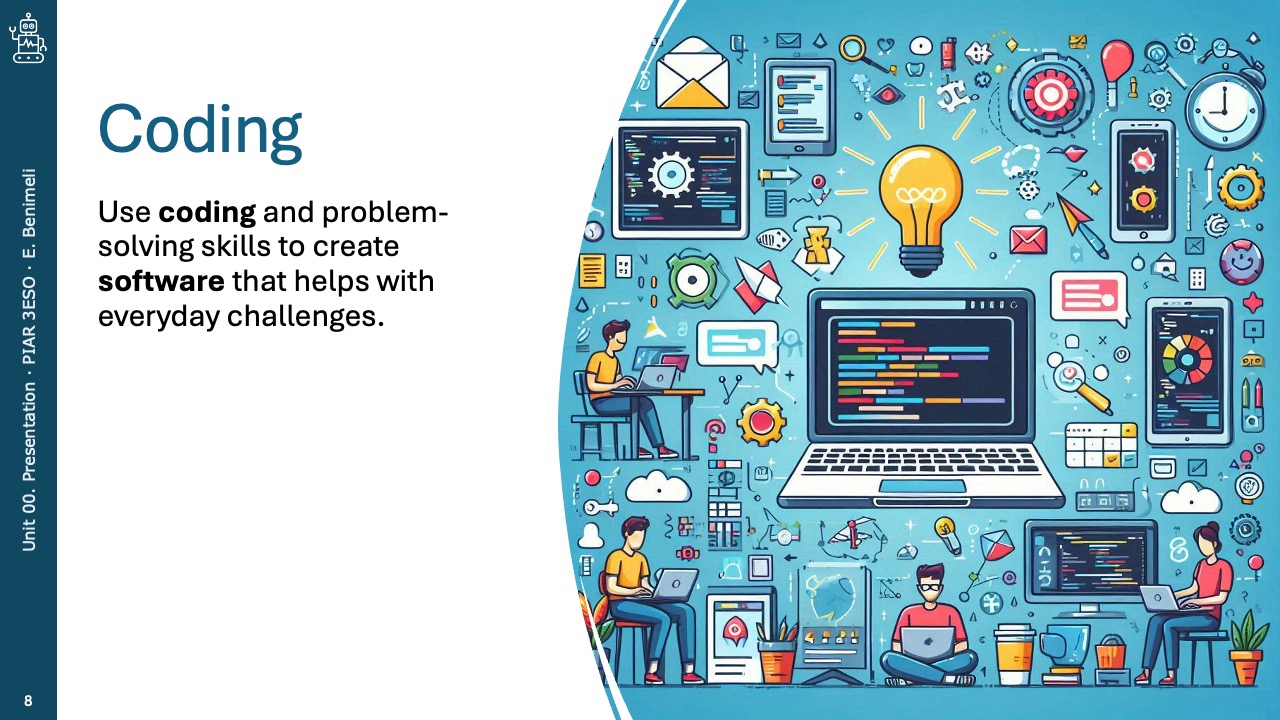 Coding
Use coding and problem-
solving skills to create
software that helps with
everyday challenges.
Unit 00. Presentation · PIAR 3ESO · E. Benimeli
8